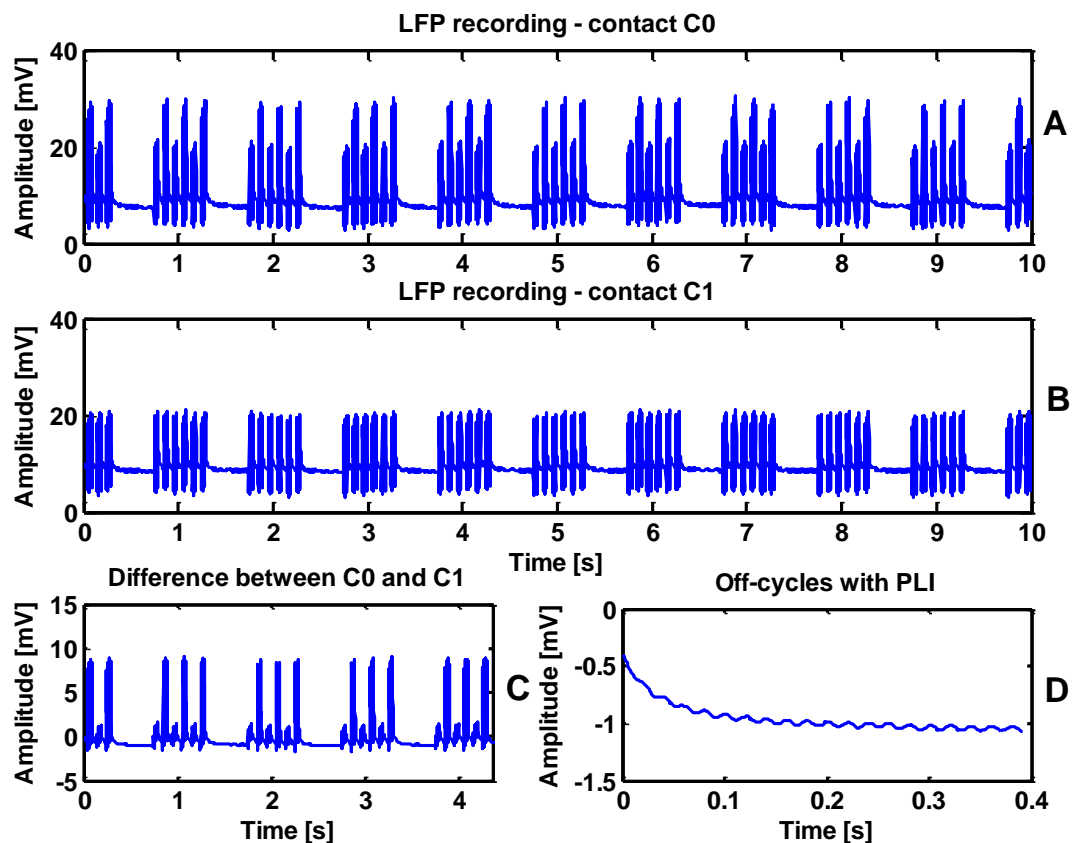 LFP recording - contact C0
Amplitude [mV]
40
20
0
A
0 1 2 3 4 5 6 7 8 9 10
LFP recording - contact C1
Amplitude [mV]
40
20
0
B
0 1 2 3 4 5 6 7 8 9 10
Time [s]
Difference between C0 and C1
Amplitude [mV]
15
10
5
0
-5
C
0 1 2 3 4
Time [s]
Off-cycles with PLI
Amplitude [mV]
0
-0.5
-1
-1.5
D
0 0.1 0.2 0.3 0.4
Time [s]